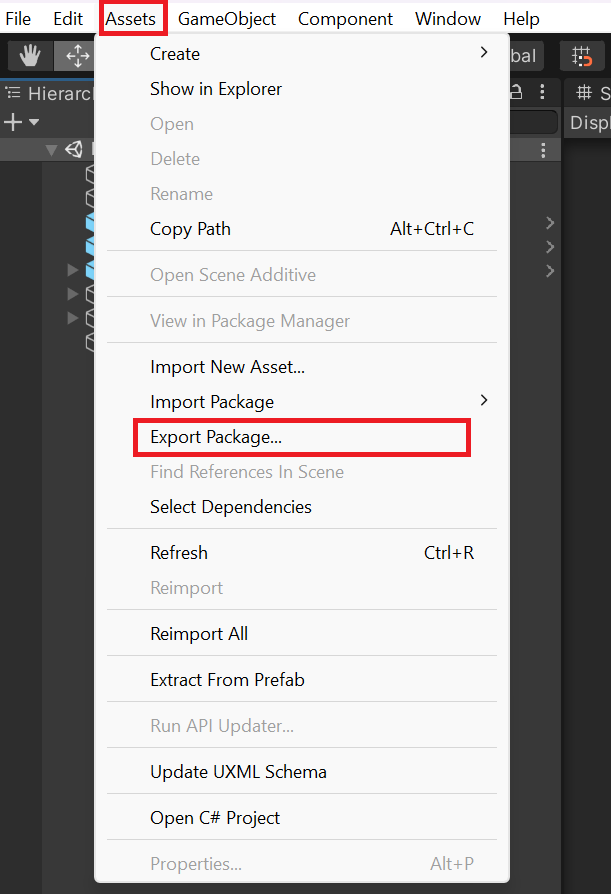 File Edit Assets GameObject Component Window Help
Create
Show in Explorer
Open
Delete
Rename
Copy Path Alt+Ctrl+C
Open Scene Additive
View in Package Manager
Import New Asset...
Import Package
Export Package...
Find References In Scene
Select Dependencies
Refresh Ctrl+R
Reimport
Reimport All
Extract From Prefab
Run API Updater...
Update UXML Schema
Open C# Project
Properties... Alt+P
bal
Hierarc
S
Displ